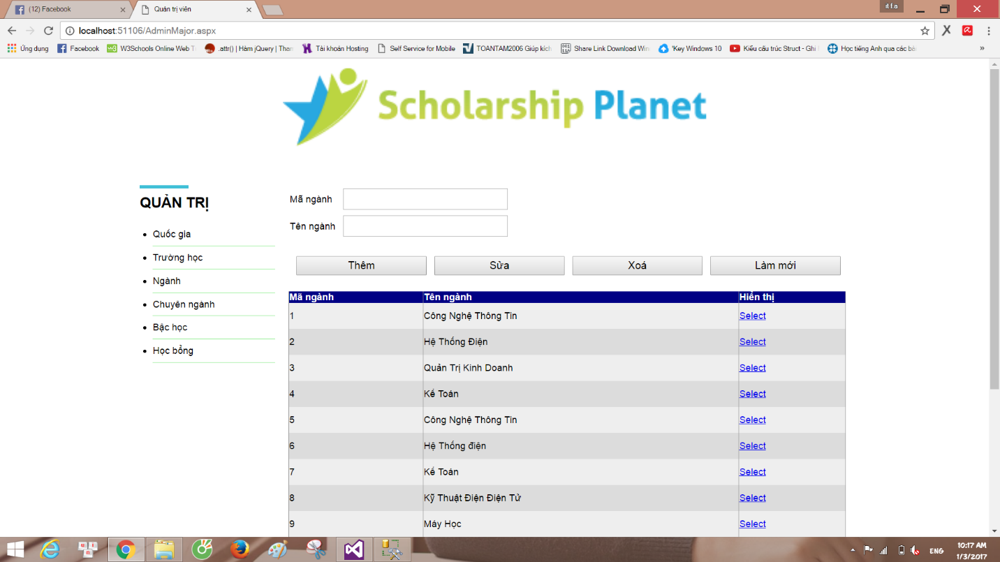 (12) Facebook
Quản trị viên
it f.a
localhost:51106/AdminMajor.aspx
Ứng dụng Facebook W3Schools Online Web T .attr() | Hàm jQuery | Than Tài khoản Hosting Self Service for Mobile TOANTAM2006 Giúp kích Share Link Download Win 'Key Windows 10 Kiểu cấu trúc Struct - Ghi Học tiếng Anh qua các bài »
Scholarship Planet
QUẢN TRỊ
Quốc gia
Trường học
Ngành
Chuyên ngành
Bậc học
Học bổng
Mã ngành
Tên ngành
Thêm Sửa Xoá Làm mới
Mã ngành Tên ngành Hiển thị
1 Công Nghệ Thông Tin Select
2 Hệ Thống Điện Select
3 Quản Trị Kinh Doanh Select
4 Kế Toán Select
5 Công Nghệ Thông Tin Select
6 Hệ Thống điện Select
7 Kế Toán Select
8 Kỹ Thuật Điện Điện Tử Select
9 Máy Học Select
ENG
10:17 AM
1/3/2017